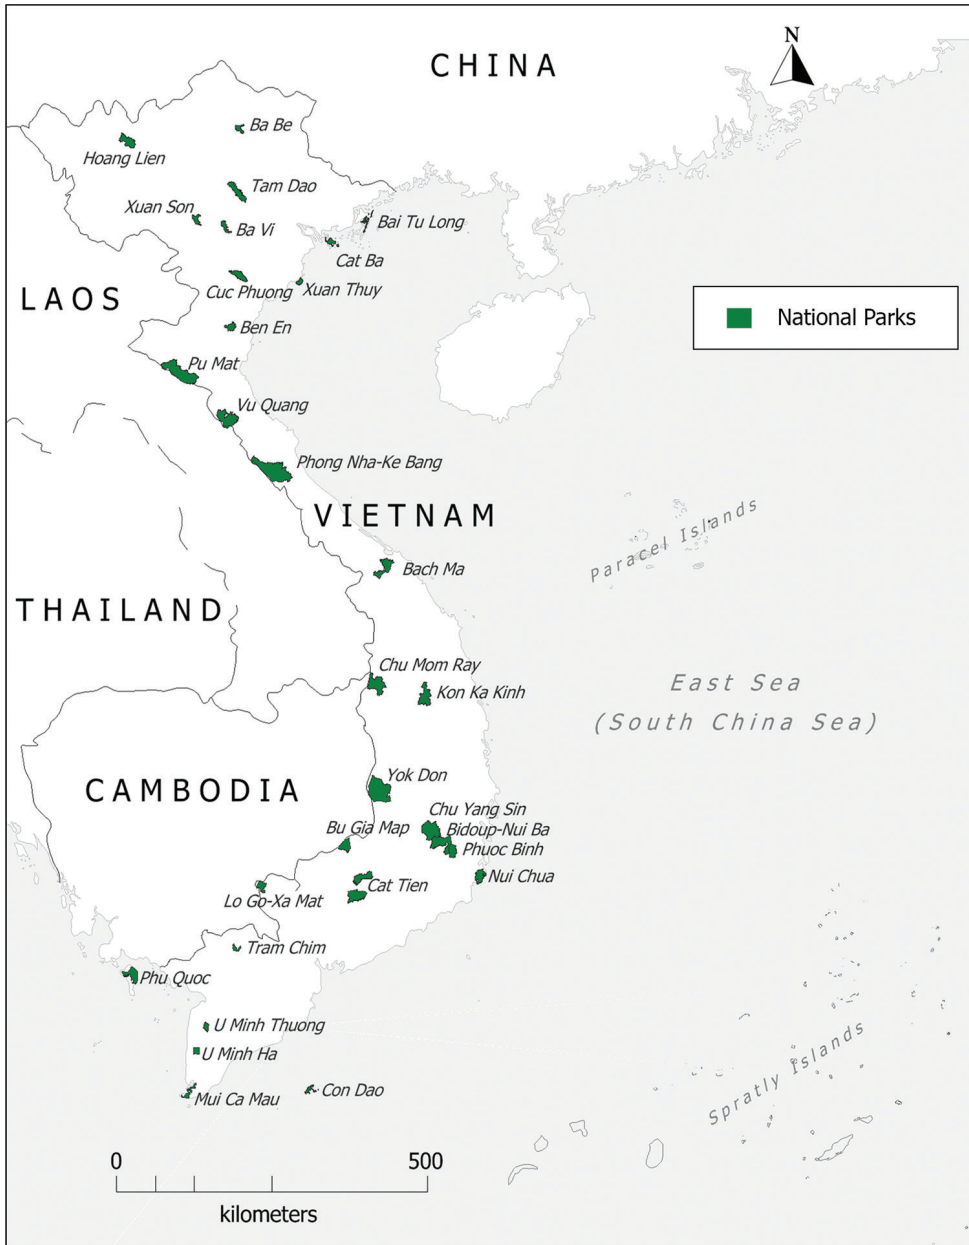 CHINA
N
Ba Be
Hoang Lien
Tam Dao
Xuan Son
Ba Vi
Bai Tu Long
Cat Ba
LAOS
Cuc Phuong
Xuan Thuy
National Parks
Ben En
Pu Mat
Vu Quang
Phong Nha-Ke Bang
VIETNAM
Paracel Islands
Bach Ma
THAILAND
Chu Mom Ray
Kon Ka Kinh
East Sea
(South China Sea)
Yok Don
CAMBODIA
Chu Yang Sin
Bu Gia Map
Bidoup-Nui Ba
Phuoc Binh
Nui Chua
Cat Tien
Lo Go-Xa Mat
Tram Chim
Phu Quoc
U Minh Thuong
U Minh Ha
Spratly Islands
Con Dao
Mui Ca Mau
0 500
kilometers